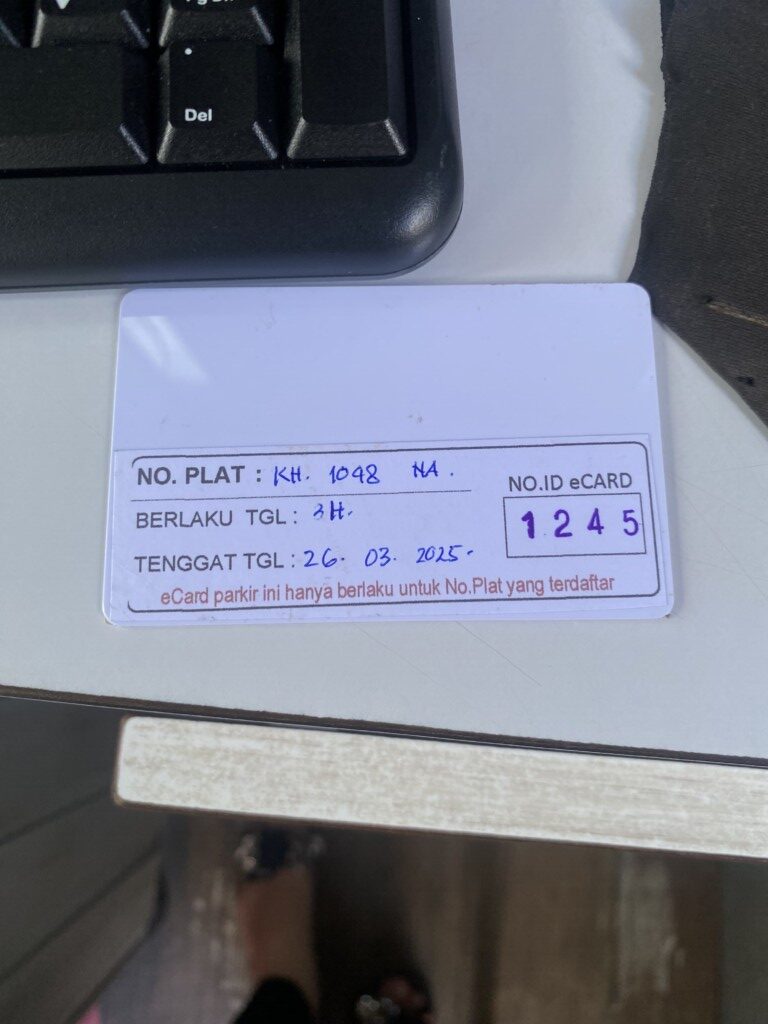 Del
NO. PLAT : KH. 1048 NA.
NO.ID eCARD
BERLAKU TGL : 3H.
1245
TENGGAT TGL : 26. 03. 2025.
eCard parkir ini hanya berlaku untuk No.Plat yang terdaftar